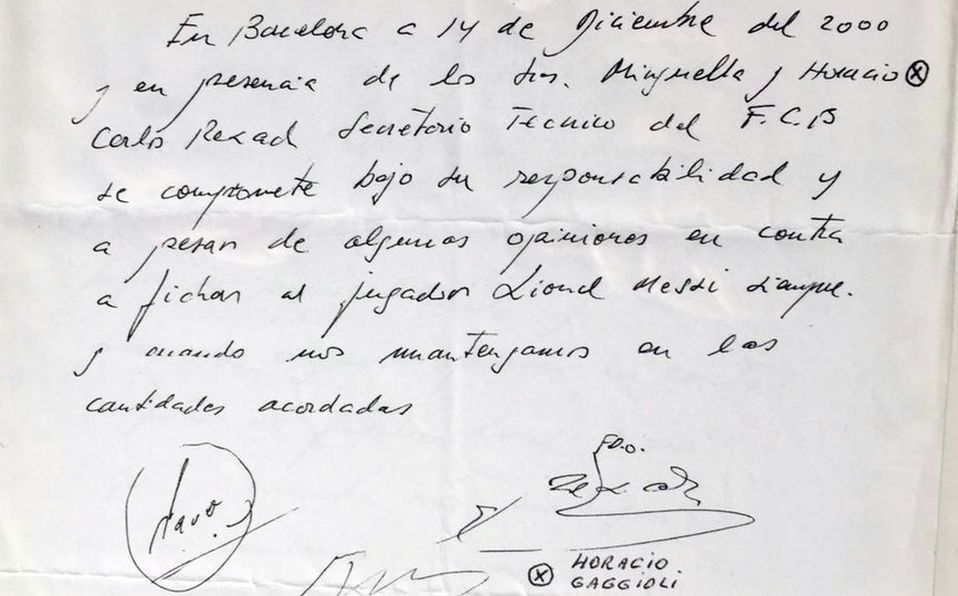 En Barcelona a 14 de Diciembre del 2000
y en presencia de los Srs. Minguella y Horacio ⓧ
Carlos Rexach Secretario Tecnico del F.C.B
se compromete bajo su responsabilidad y
a pesar de algunas opiniones en contra
a fichar al jugador Lionel Messi siempre.
y cuando nos mantengamos en las
cantidades acordadas
Fdo.
ⓧ HORACIO
GAGGIOLI